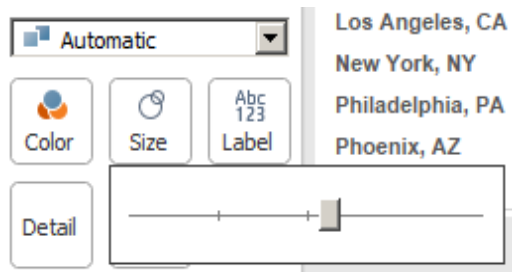 Automatic
Color
Size
Abc
123
Label
Detail
Los Angeles, CA
New York, NY
Philadelphia, PA
Phoenix, AZ